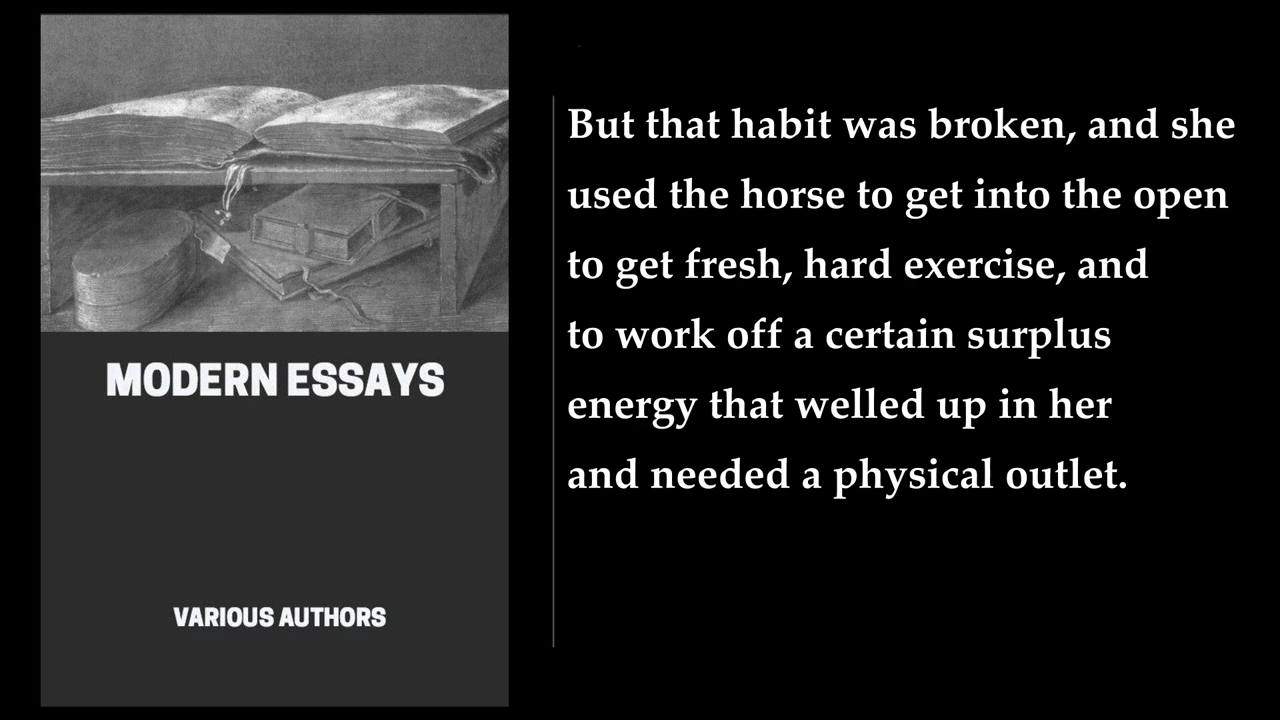 MODERN ESSAYS
VARIOUS AUTHORS
But that habit was broken, and she
used the horse to get into the open
to get fresh, hard exercise, and
to work off a certain surplus
energy that welled up in her
and needed a physical outlet.